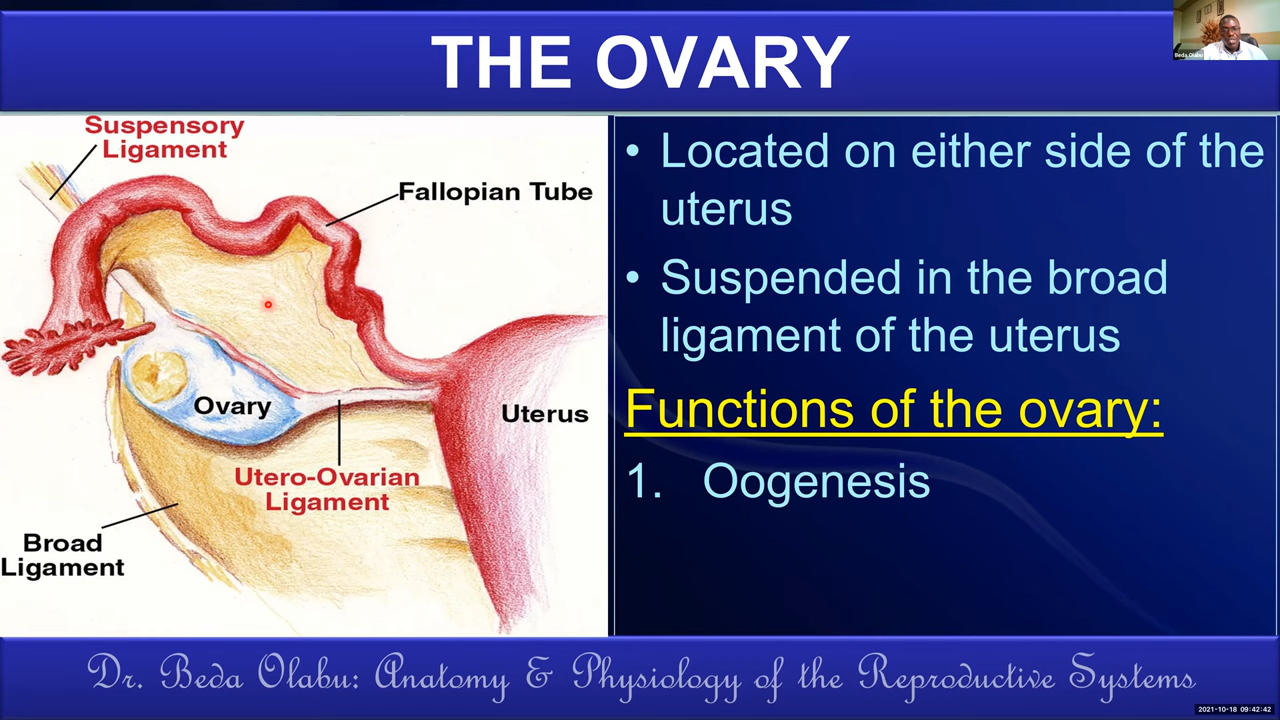 THE OVARY
Beda Olabu
Suspensory
Ligament
Fallopian Tube
Ovary
Uterus
Utero-Ovarian
Ligament
Broad
Ligament
• Located on either side of the
uterus
• Suspended in the broad
ligament of the uterus
Functions of the ovary:
1. Oogenesis
Dr. Beda Olabu: Anatomy & Physiology of the Reproductive Systems
2021-10-18 09:42:42